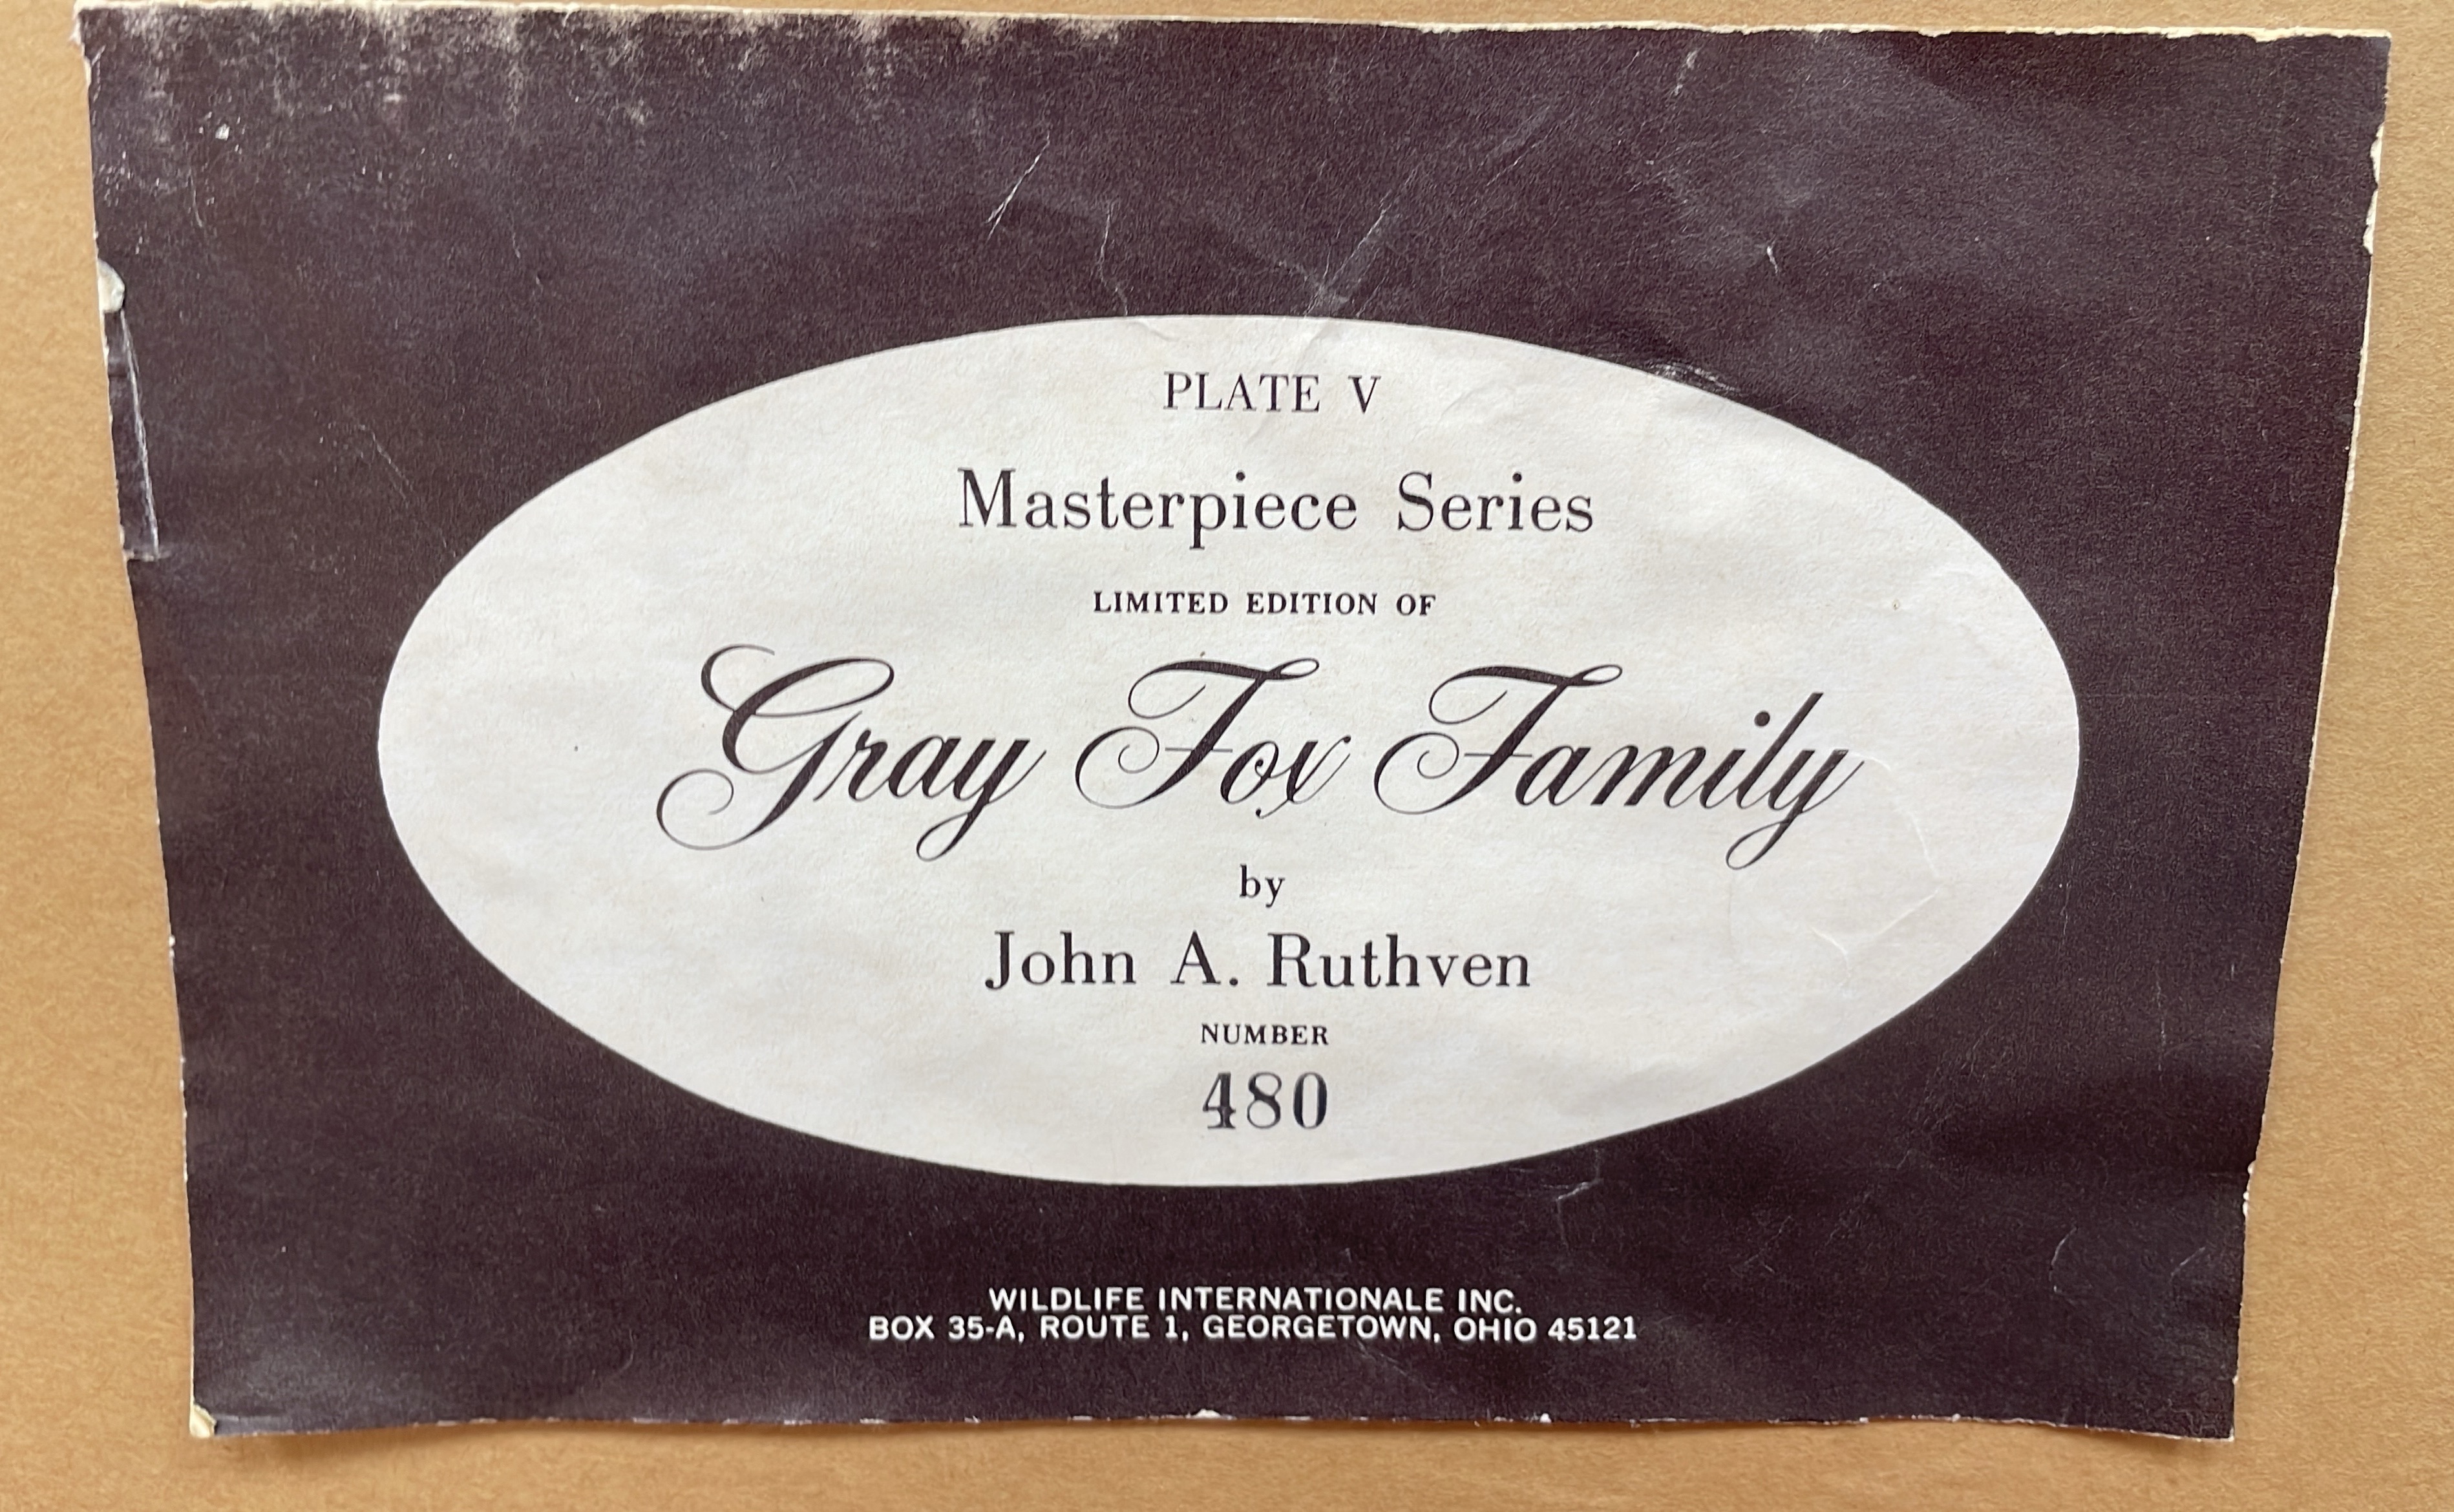 PLATE V
Masterpiece Series
LIMITED EDITION OF
Gray Fox Family
by
John A. Ruthven
NUMBER
480
WILDLIFE INTERNATIONALE INC.
BOX 35-A, ROUTE 1, GEORGETOWN, OHIO 45121